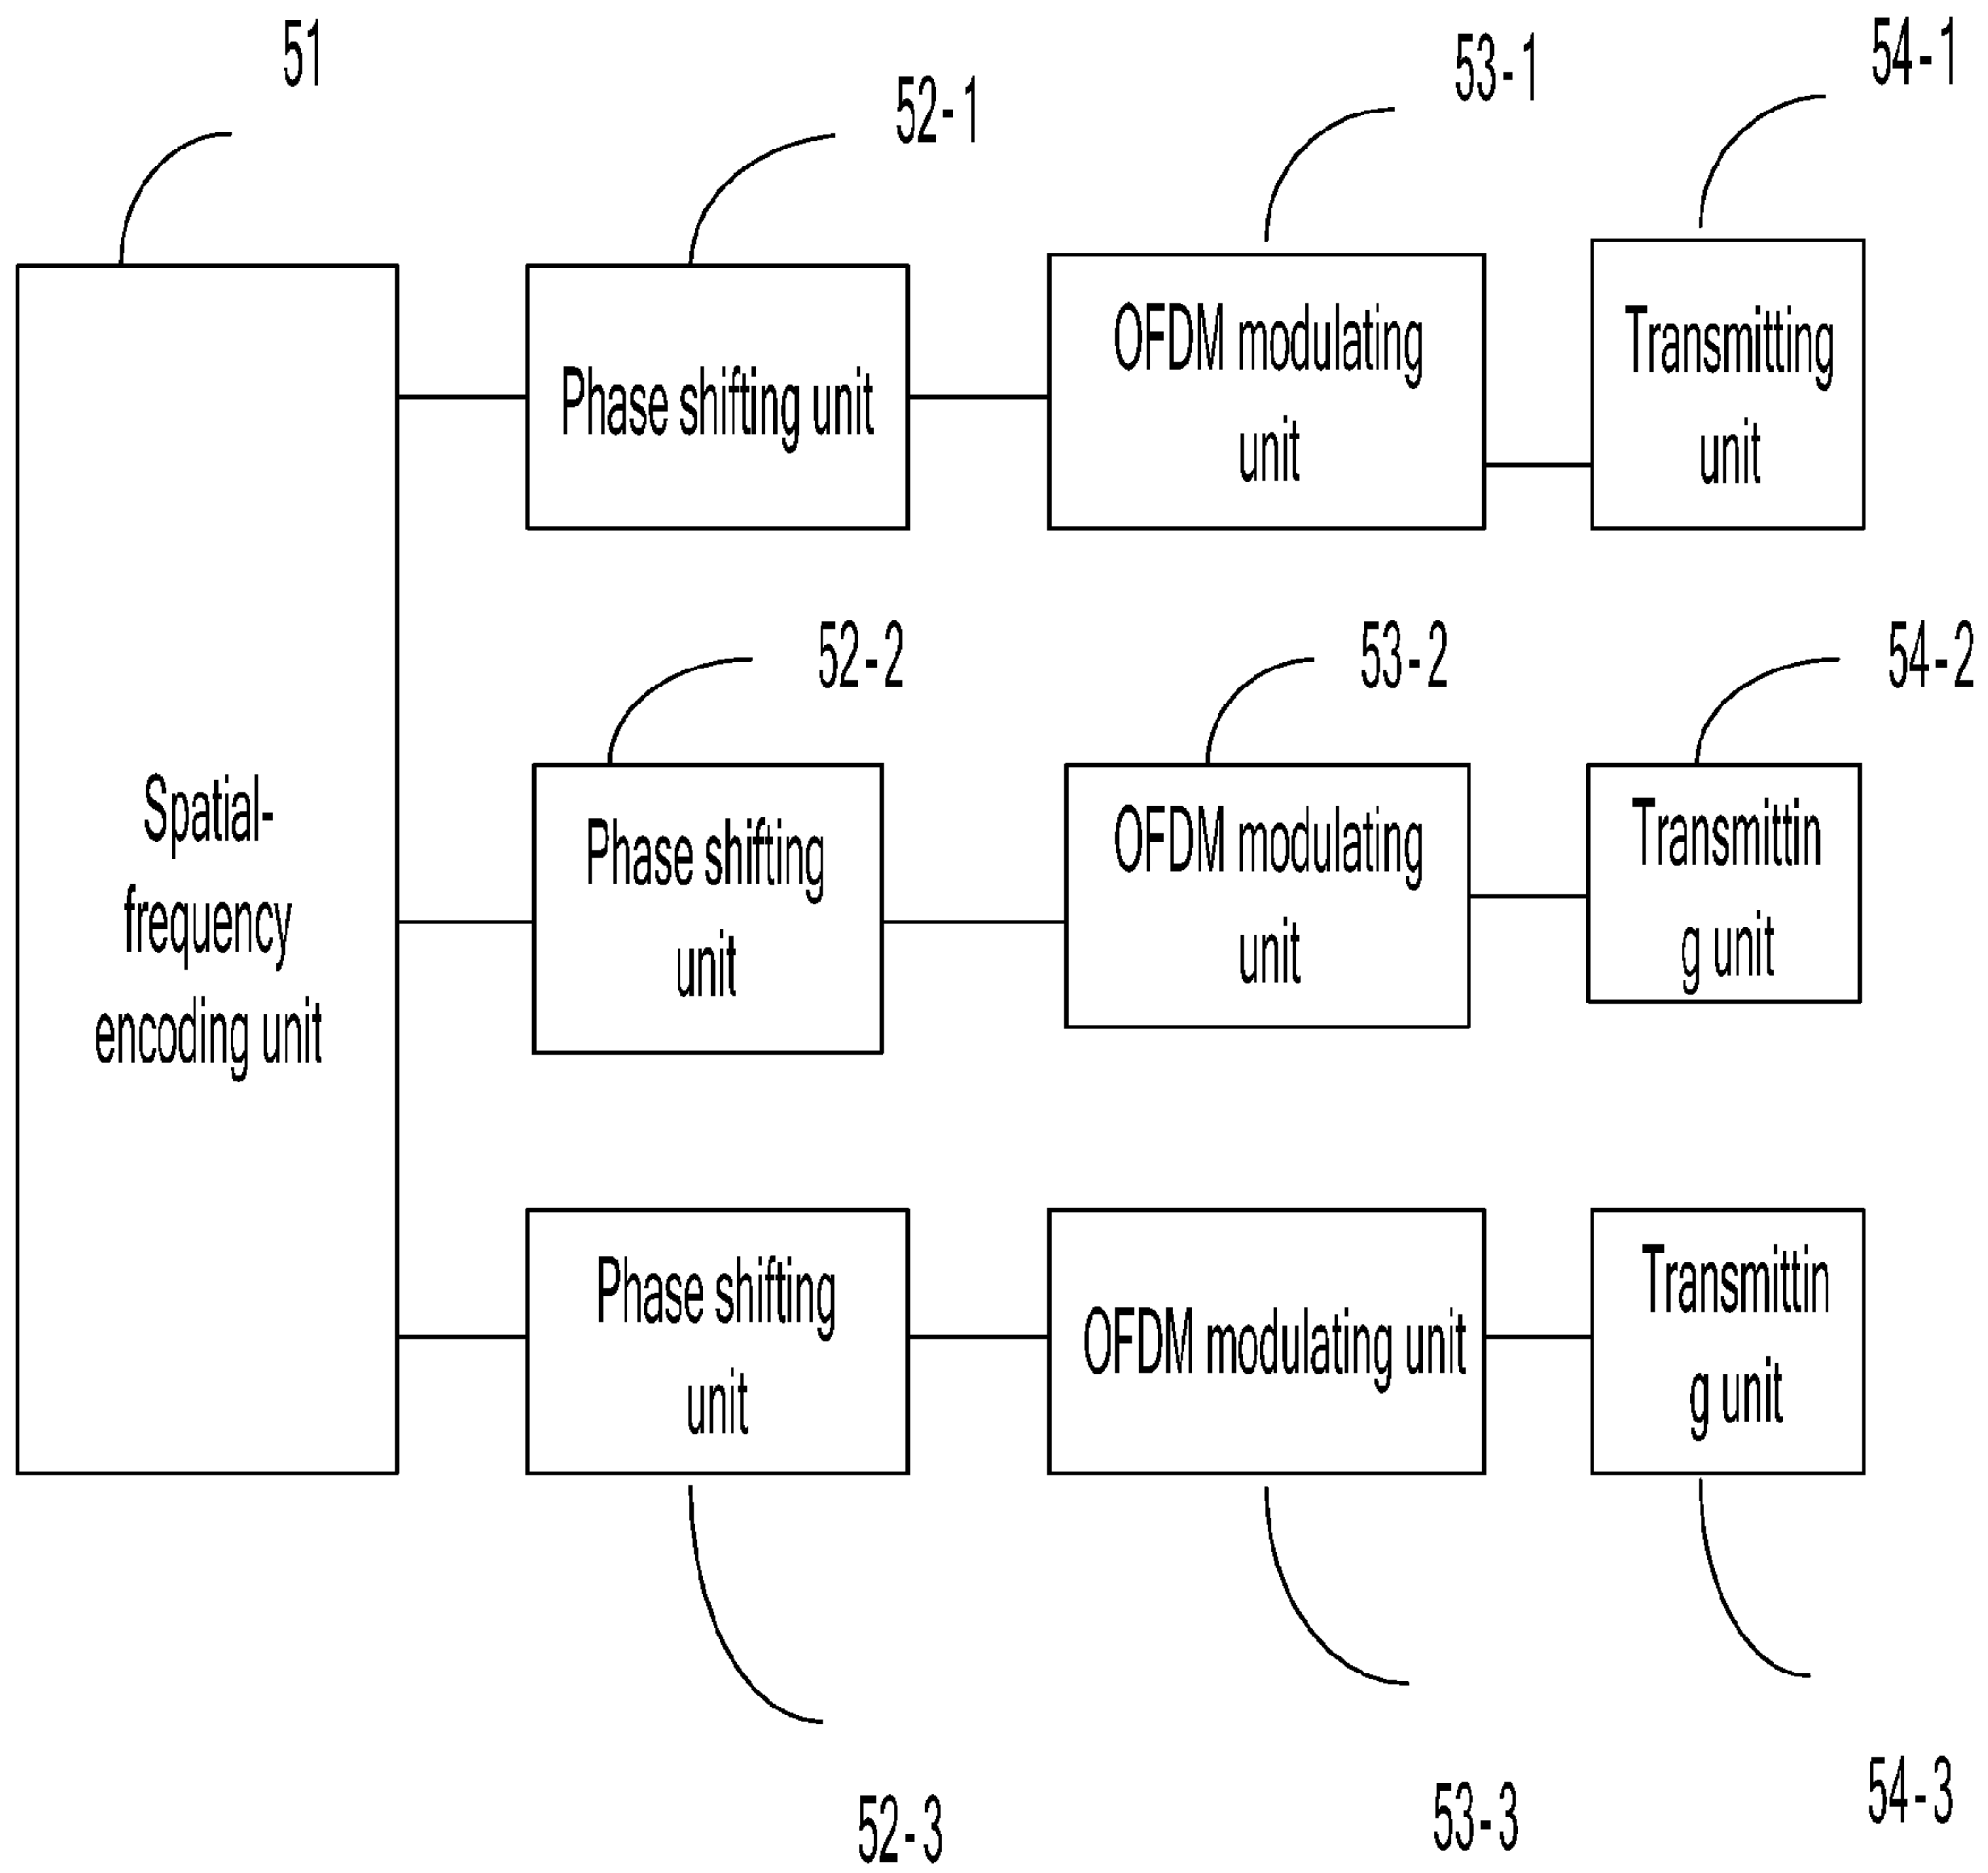 51
52-1
53-1
54-1
Phase shifting unit
OFDM modulating
unit
Transmitting
unit
52-2
53-2
54-2
Spatial-
frequency
encoding unit
Phase shifting
unit
OFDM modulating
unit
Transmittin
g unit
Phase shifting
unit
OFDM modulating unit
Transmittin
g unit
52-3
53-3
54-3